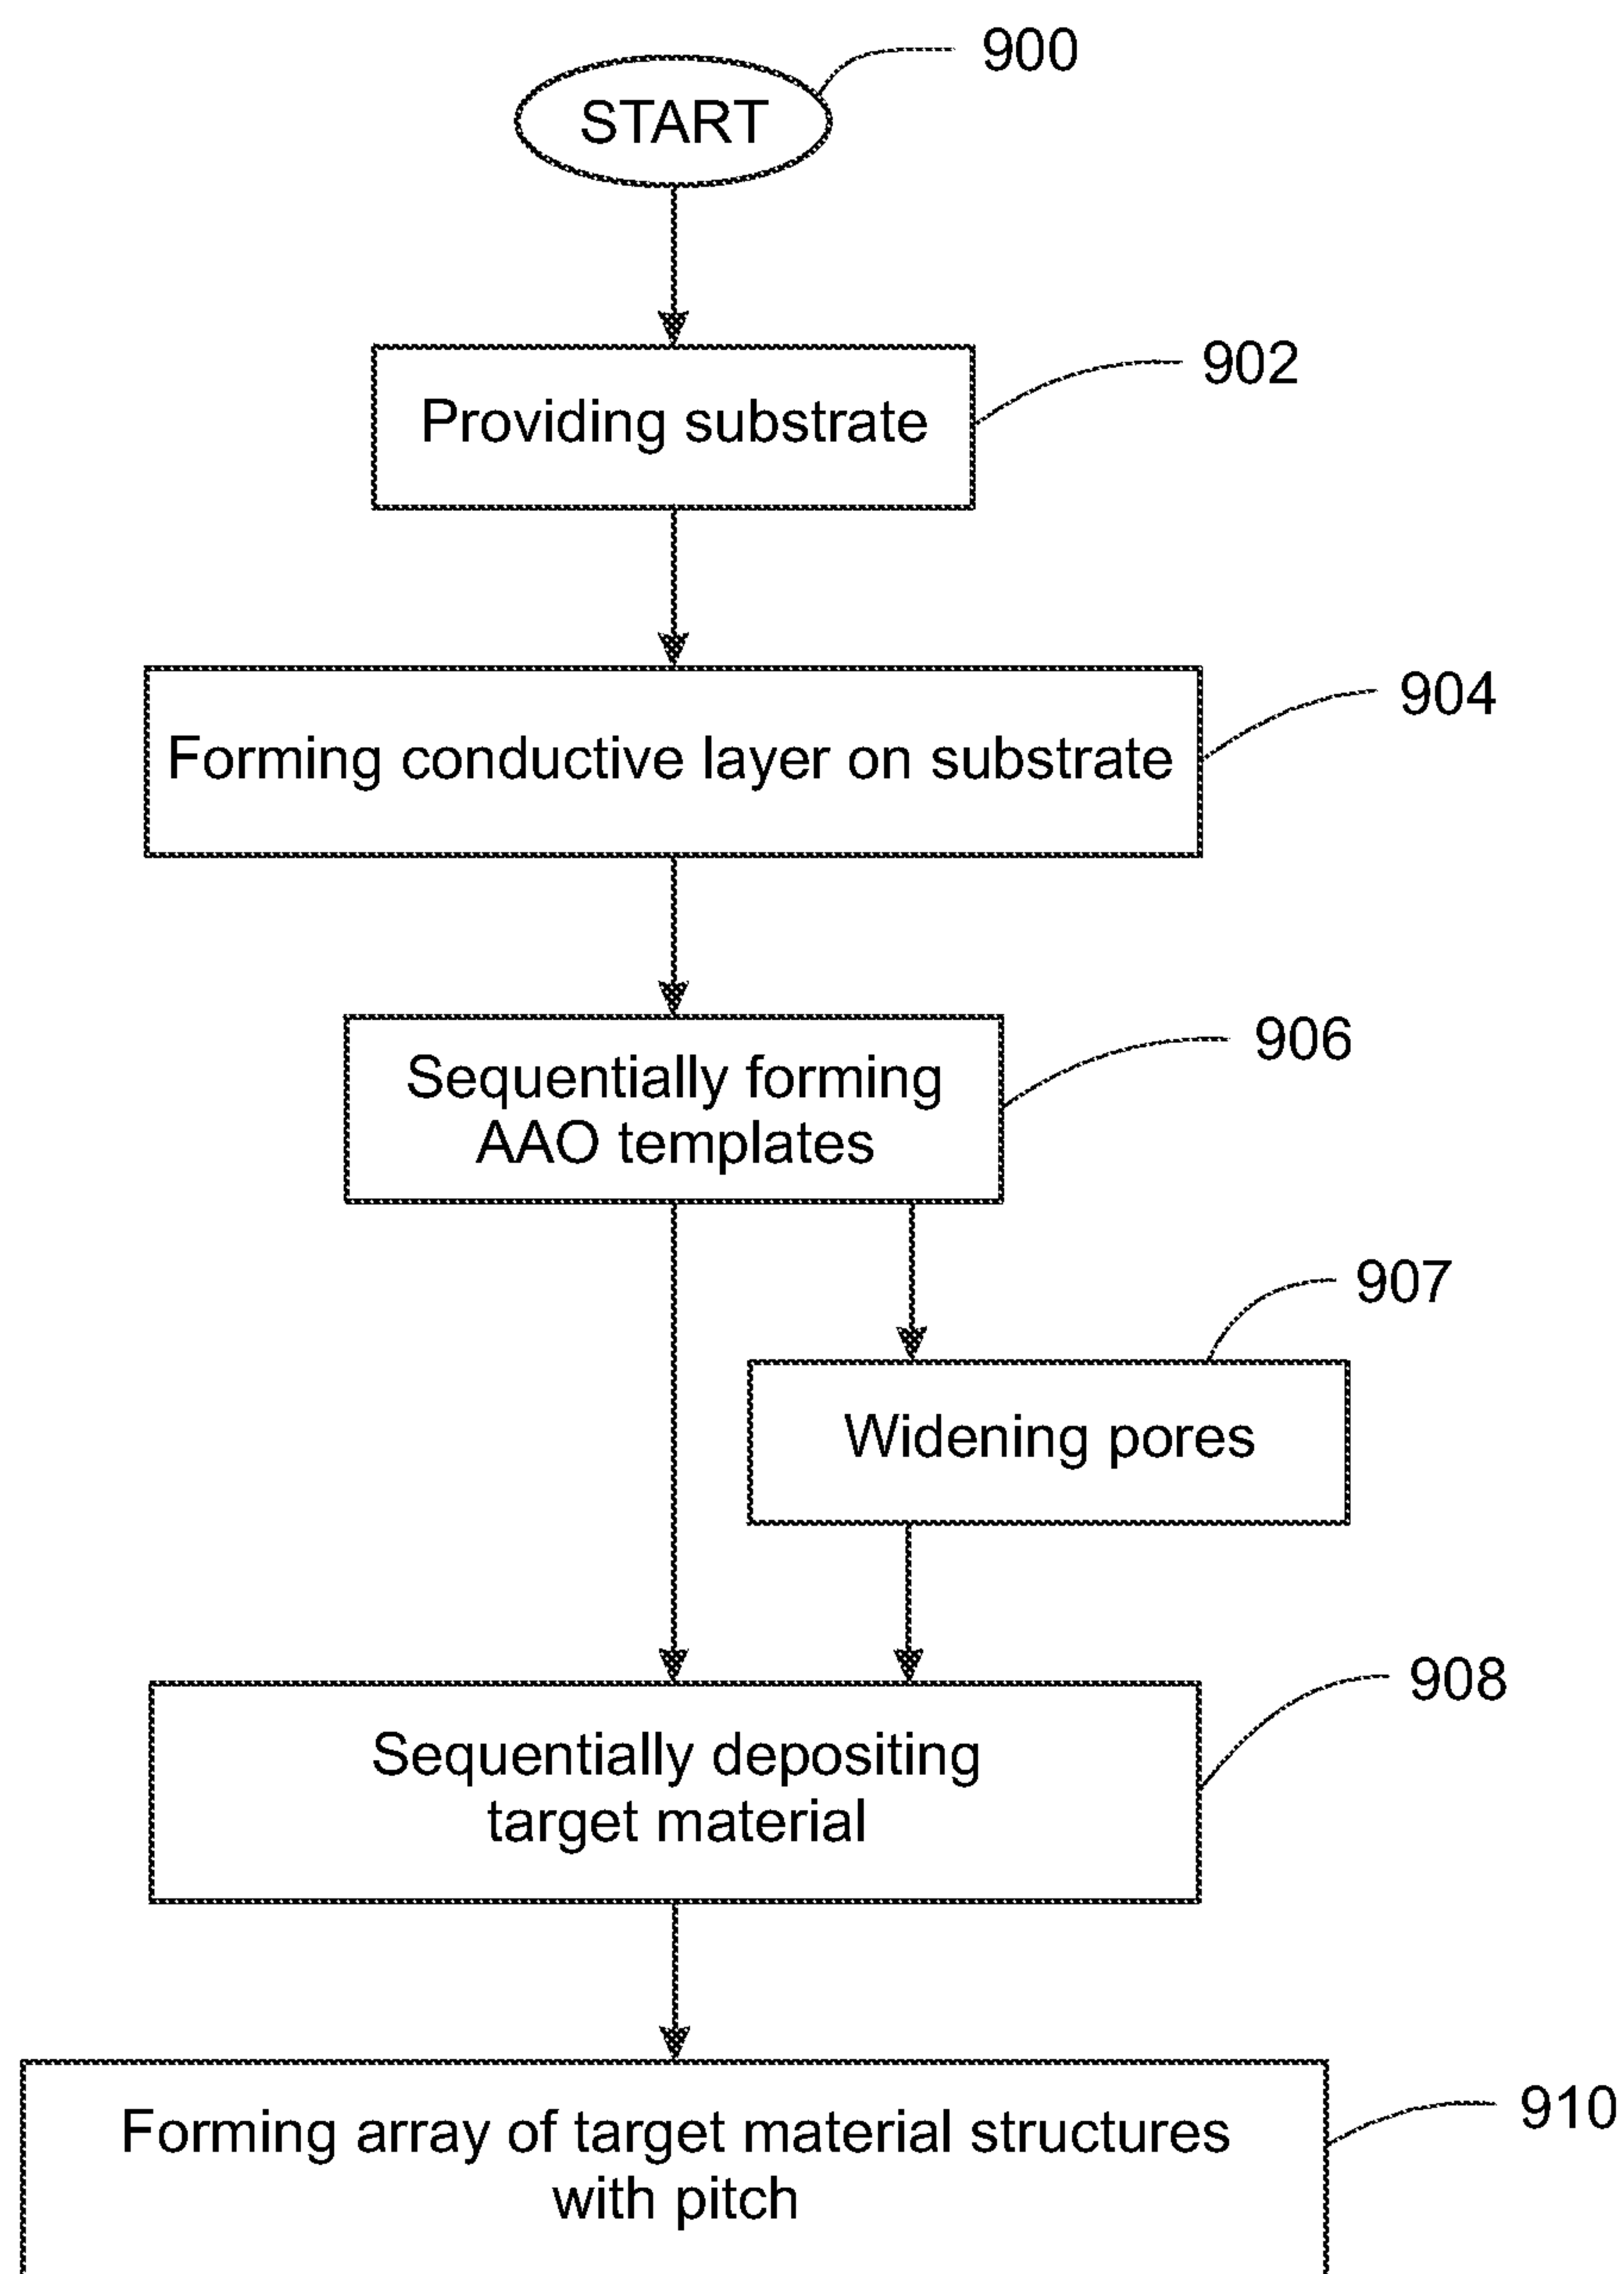 900
START
902
Providing substrate
904
Forming conductive layer on substrate
906
Sequentially forming
AAO templates
907
Widening pores
908
Sequentially depositing
target material
910
Forming array of target material structures
with pitch